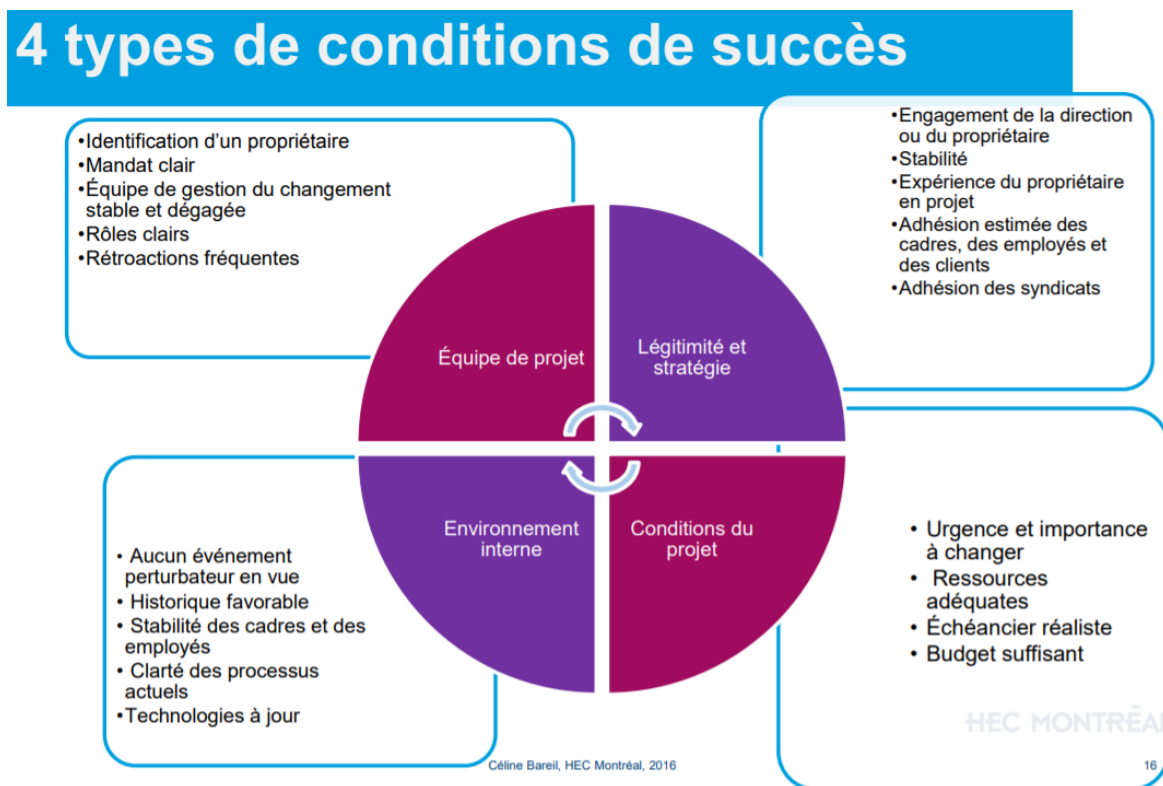 4 types de conditions de succès
•Identification d'un propriétaire
•Mandat clair
•Équipe de gestion du changement
stable et dégagée
•Rôles clairs
•Rétroactions fréquentes
•Engagement de la direction
ou du propriétaire
•Stabilité
•Expérience du propriétaire
en projet
•Adhésion estimée des
cadres, des employés et
des clients
•Adhésion des syndicats
Équipe de projet
Légitimité et
stratégie
Environnement
interne
Conditions du
projet
• Aucun événement
perturbateur en vue
• Historique favorable
• Stabilité des cadres et des
employés
• Clarté des processus
actuels
•Technologies à jour
• Urgence et importance
à changer
• Ressources
adéquates
• Échéancier réaliste
• Budget suffisant
HEC MONTRÉAL
Céline Bareil, HEC Montréal, 2016
16